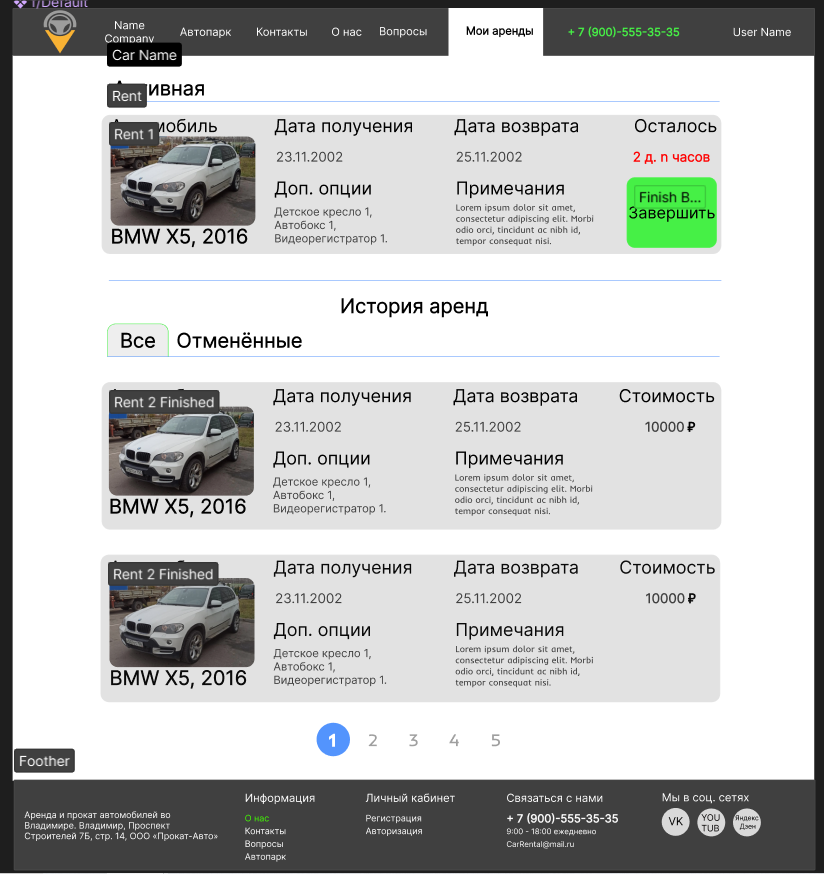 1/Default
Name
Company
Автопарк
Контакты
О нас
Вопросы
Мои аренды
+ 7 (900)-555-35-35
User Name
Car Name
Rent
Rent 1
Дата получения
Дата возврата
Осталось
23.11.2002
25.11.2002
2 д. n часов
Доп. опции
Примечания
Finish B...
Завершить
Детское кресло 1,
Автобокс 1,
Видеорегистратор 1.
Lorem ipsum dolor sit amet,
consectetur adipiscing elit. Morbi
odio orci, tincidunt ac nibh id,
tempor consequat nisi.
BMW X5, 2016
История аренд
Все
Отменённые
Rent 2 Finished
Дата получения
Дата возврата
Стоимость
23.11.2002
25.11.2002
10000 ₽
Доп. опции
Примечания
Детское кресло 1,
Автобокс 1,
Видеорегистратор 1.
Lorem ipsum dolor sit amet,
consectetur adipiscing elit. Morbi
odio orci, tincidunt ac nibh id,
tempor consequat nisi.
BMW X5, 2016
Rent 2 Finished
Дата получения
Дата возврата
Стоимость
23.11.2002
25.11.2002
10000 ₽
Доп. опции
Примечания
Детское кресло 1,
Автобокс 1,
Видеорегистратор 1.
Lorem ipsum dolor sit amet,
consectetur adipiscing elit. Morbi
odio orci, tincidunt ac nibh id,
tempor consequat nisi.
BMW X5, 2016
1 2 3 4 5
Foother
Аренда и прокат автомобилей во
Владимире. Владимир, Проспект
Строителей 7Б, стр. 14, ООО «Прокат-Авто»
Информация
О нас
Контакты
Вопросы
Автопарк
Личный кабинет
Регистрация
Авторизация
Связаться с нами
+ 7 (900)-555-35-35
9:00 - 18:00 ежедневно
CarRental@mail.ru
Мы в соц. сетях
VK
YOU
TUB
Яндекс
Дзен